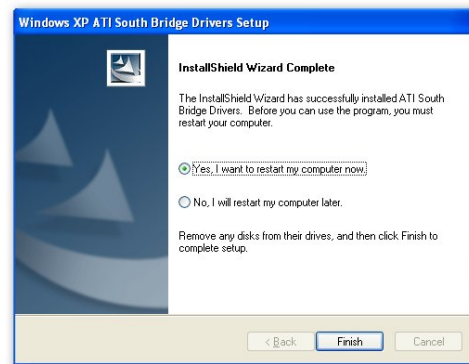 Windows XP ATI South Bridge Drivers Setup
InstallShield Wizard Complete
The InstallShield Wizard has successfully installed ATI South
Bridge Drivers. Before you can use the program, you must
restart your computer.
Yes, I want to restart my computer now.
No, I will restart my computer later.
Remove any disks from their drives, and then click Finish to
complete setup.
< Back
Finish
Cancel